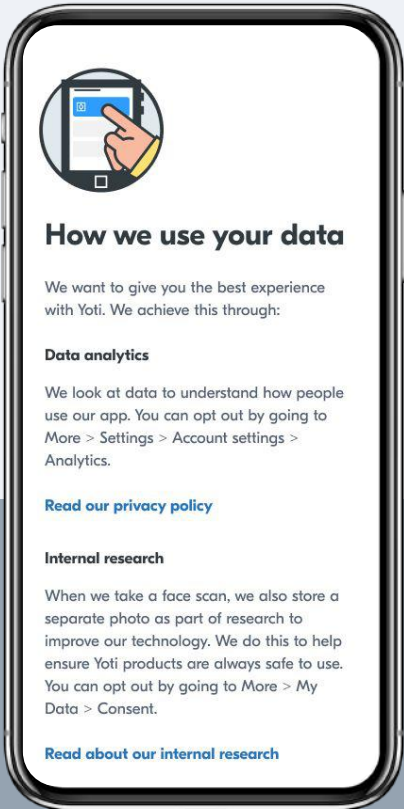 How we use your data
We want to give you the best experience
with Yoti. We achieve this through:
Data analytics
We look at data to understand how people
use our app. You can opt out by going to
More > Settings > Account settings >
Analytics.
Read our privacy policy
Internal research
When we take a face scan, we also store a
separate photo as part of research to
improve our technology. We do this to help
ensure Yoti products are always safe to use.
You can opt out by going to More > My
Data > Consent.
Read about our internal research